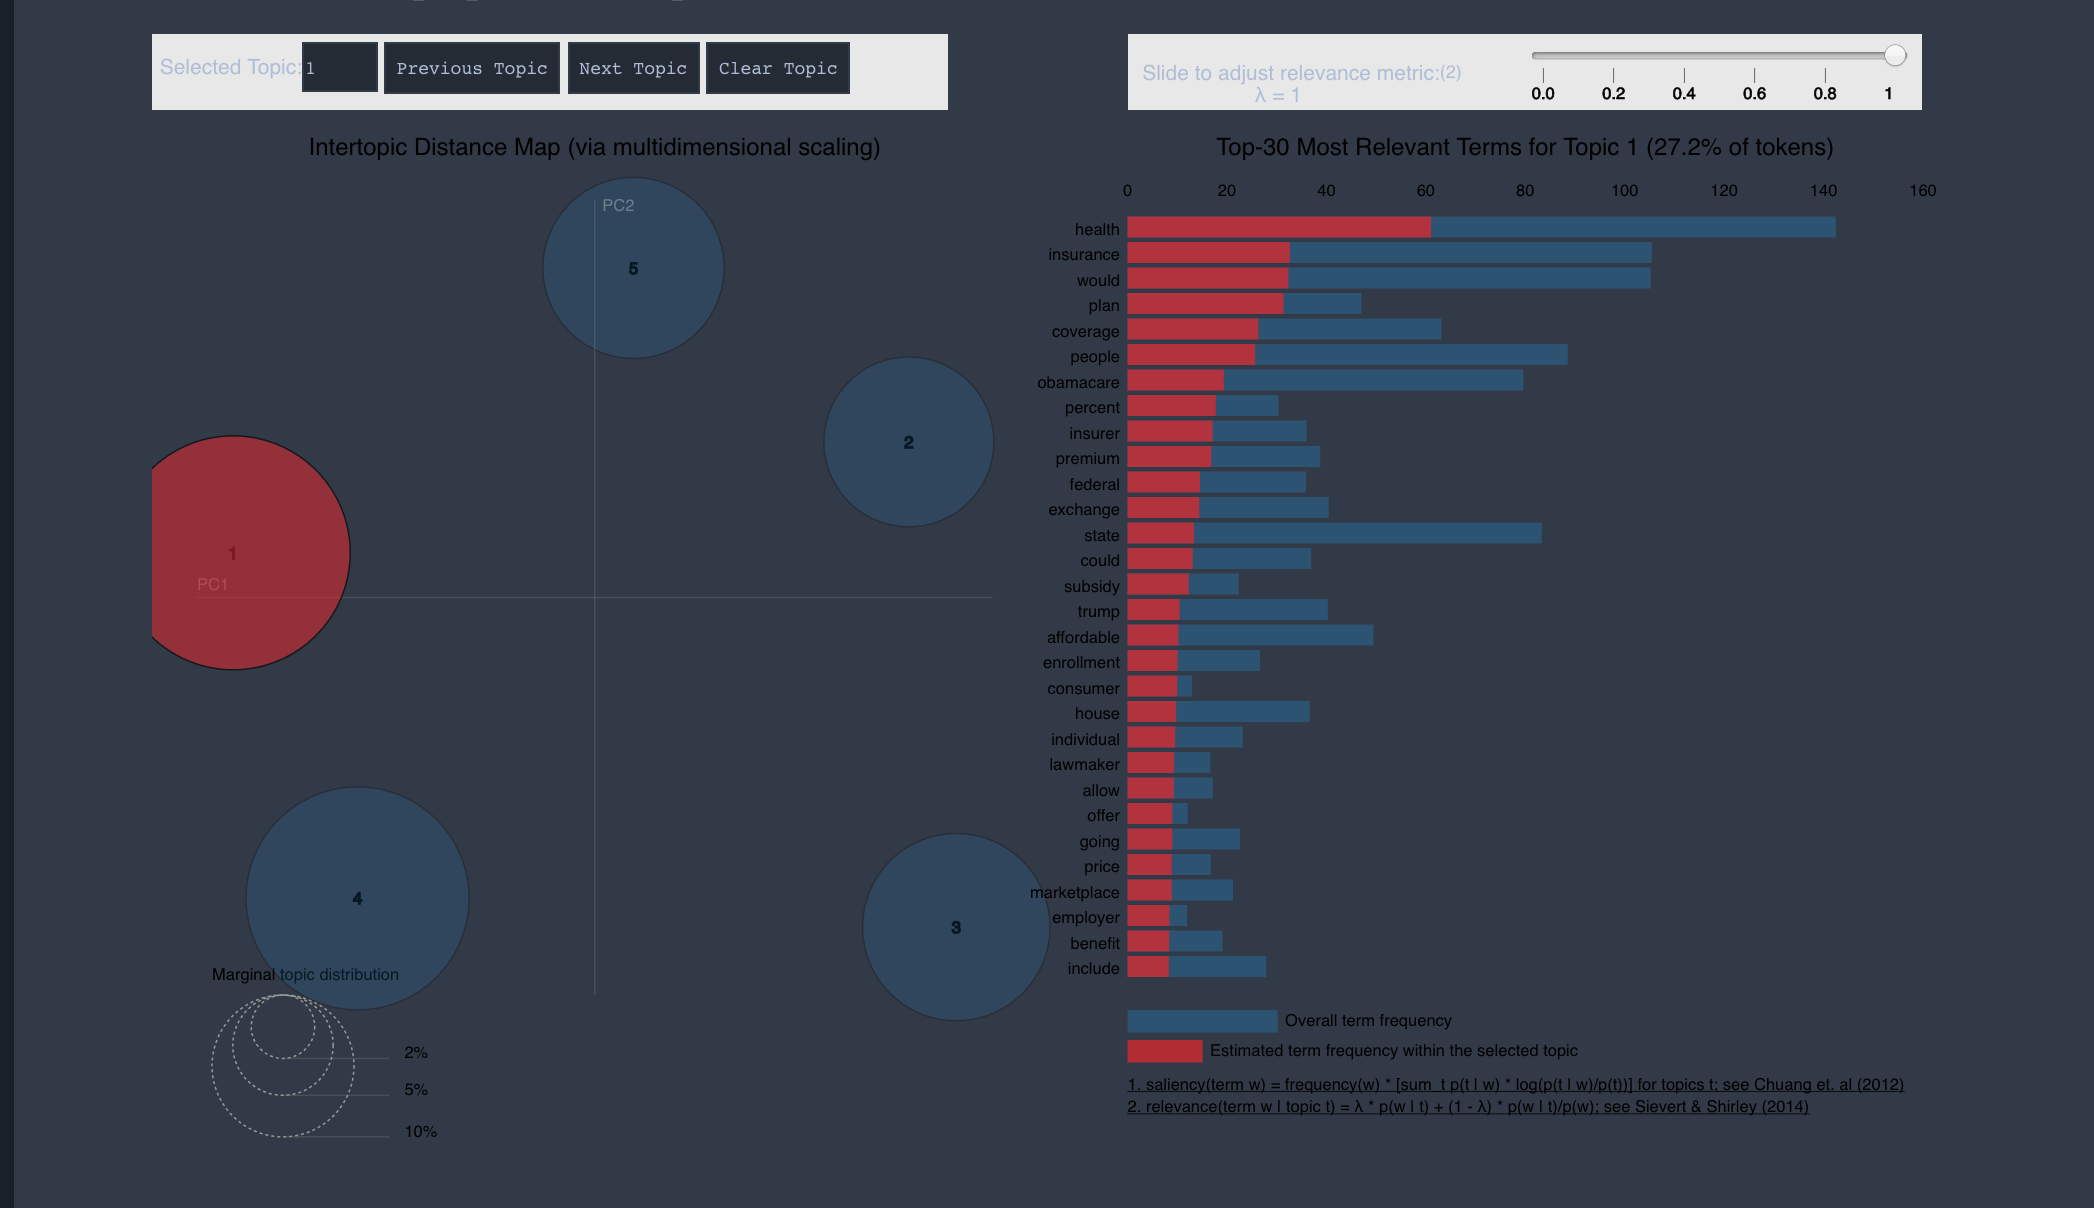 Selected Topic: 1 Previous Topic Next Topic Clear Topic
Slide to adjust relevance metric:(2)
λ = 1
0.0 0.2 0.4 0.6 0.8 1
Intertopic Distance Map (via multidimensional scaling)
PC2
5
2
1
PC1
4
3
Marginal topic distribution
2%
5%
10%
Top-30 Most Relevant Terms for Topic 1 (27.2% of tokens)
0 20 40 60 80 100 120 140 160
health
insurance
would
plan
coverage
people
obamacare
percent
insurer
premium
federal
exchange
state
could
subsidy
trump
affordable
enrollment
consumer
house
individual
lawmaker
allow
offer
going
price
marketplace
employer
benefit
include
Overall term frequency
Estimated term frequency within the selected topic
1. saliency(term w) = frequency(w) * [sum_t p(t | w) * log(p(t | w)/p(t))] for topics t; see Chuang et. al (2012)
2. relevance(term w | topic t) = λ * p(w | t) + (1 - λ) * p(w | t)/p(w); see Sievert & Shirley (2014)